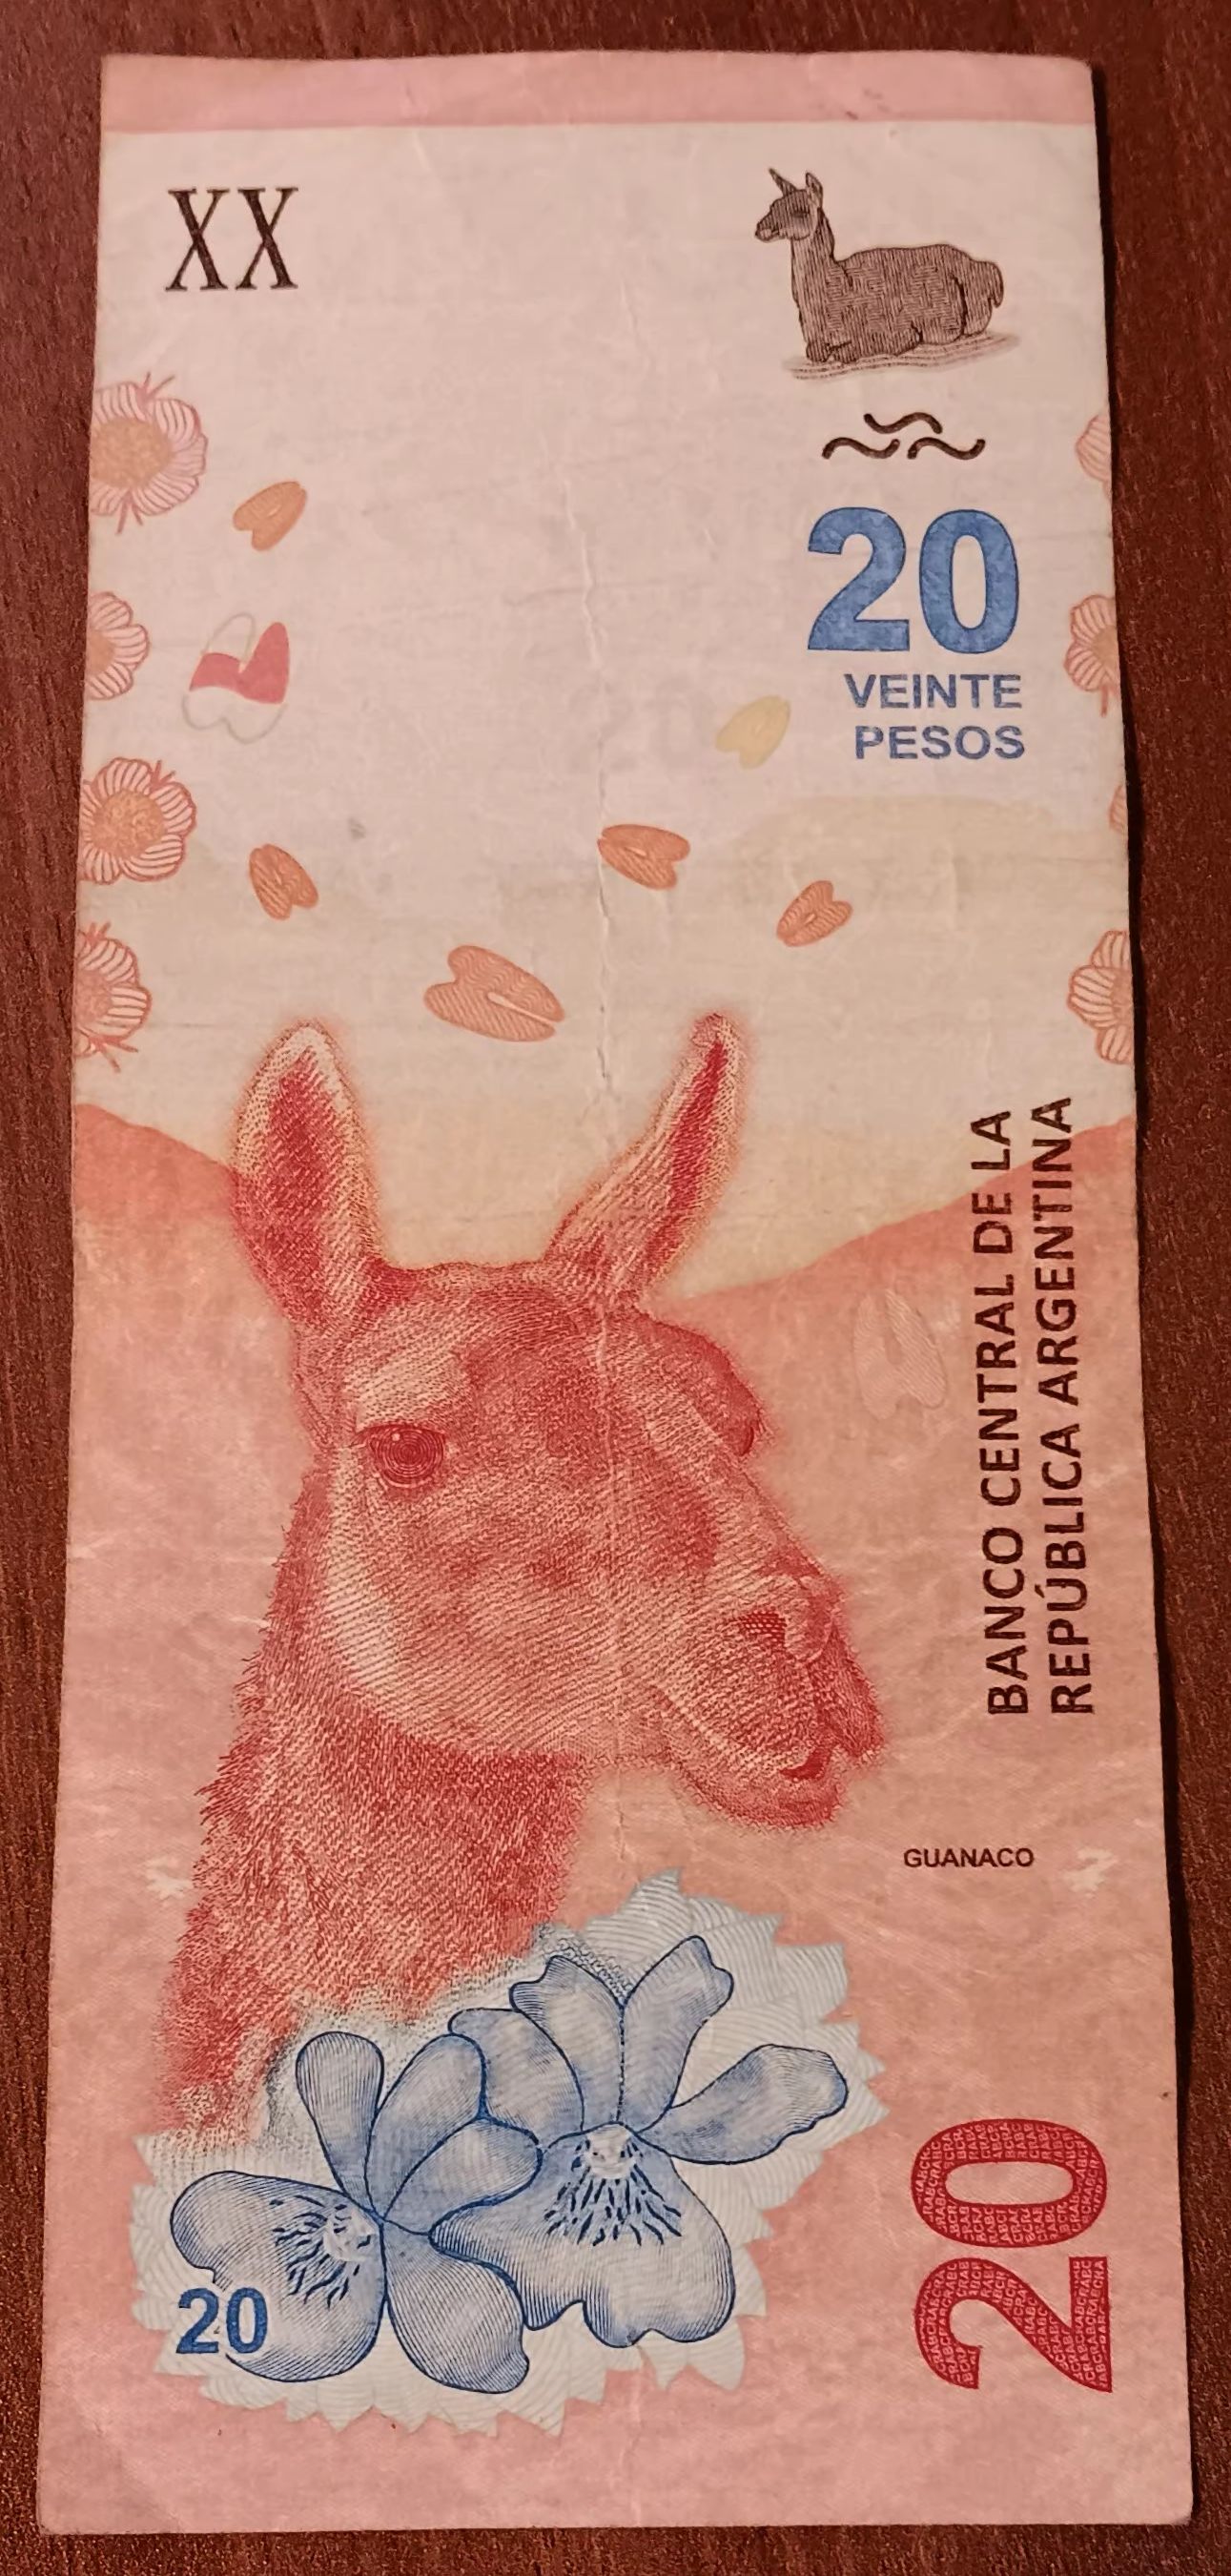 XX
20
VEINTE
PESOS
BANCO CENTRAL DE LA
REPÚBLICA ARGENTINA
GUANACO
20
20